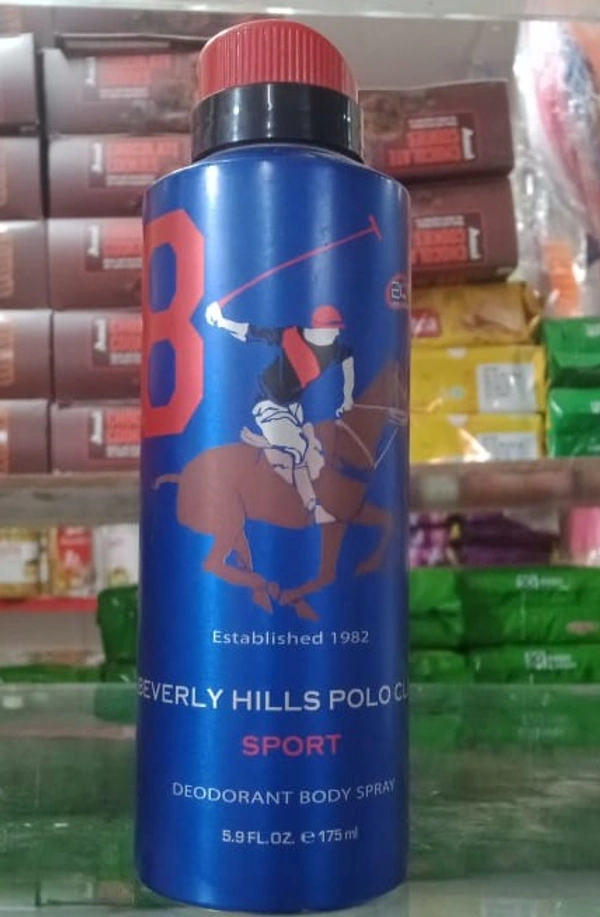 8
Established 1982
BEVERLY HILLS POLO CL
SPORT
DEODORANT BODY SPRAY
5.9 FL.OZ. ℮ 175 ml